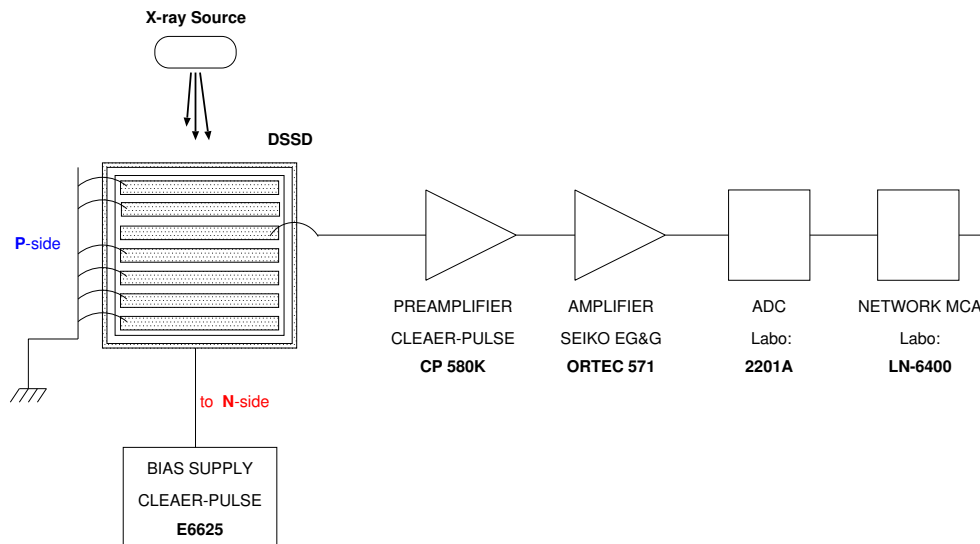 X-ray Source
DSSD
P-side
PREAMPLIFIER
CLEAER-PULSE
CP 580K
AMPLIFIER
SEIKO EG&G
ORTEC 571
ADC
Labo:
2201A
NETWORK MCA
Labo:
LN-6400
to N-side
BIAS SUPPLY
CLEAER-PULSE
E6625